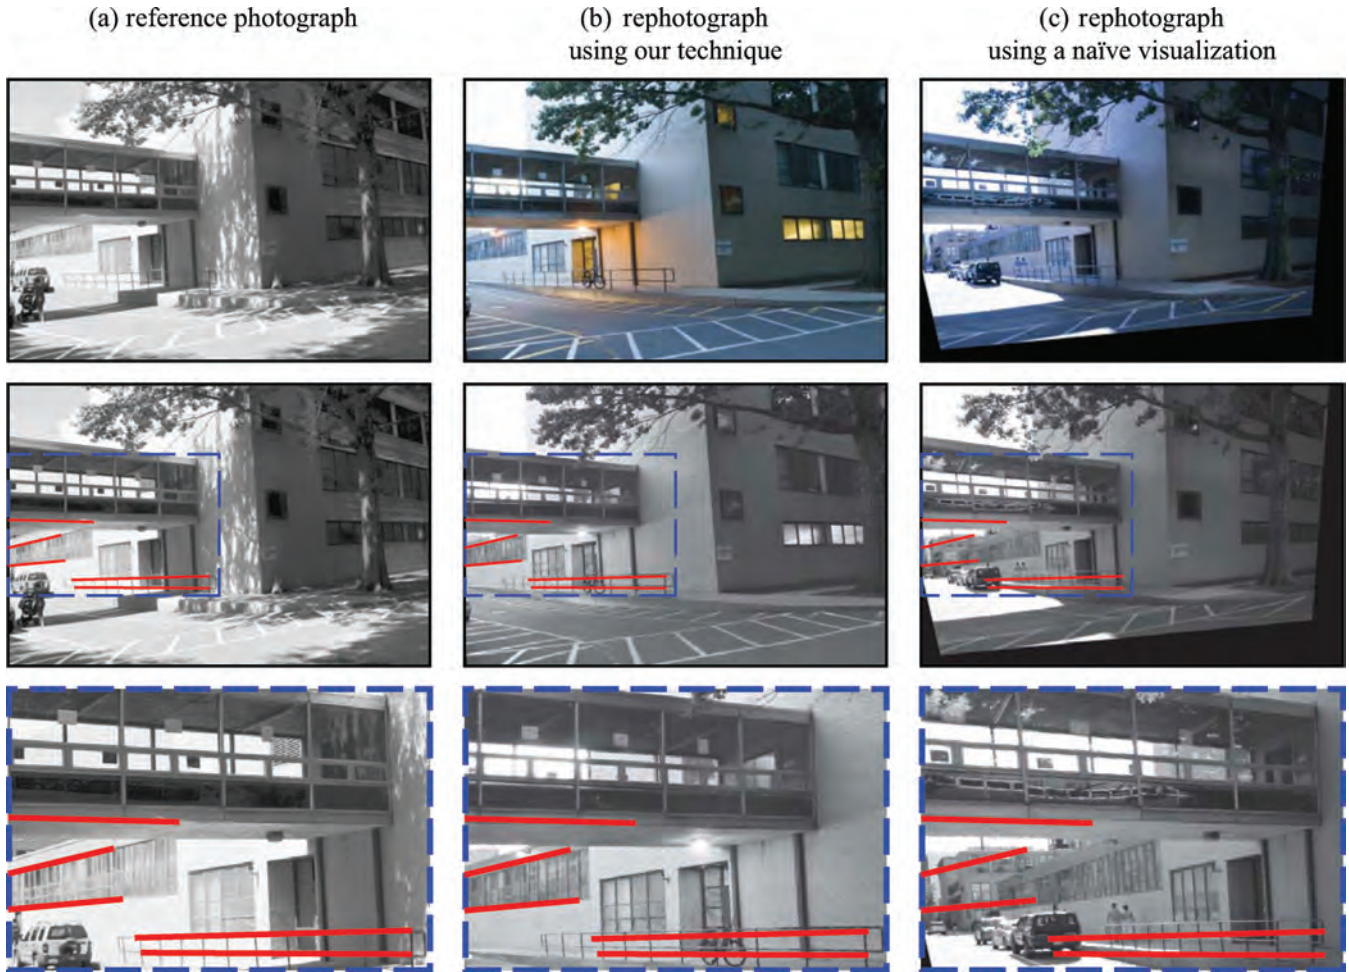 (a) reference photograph
(b) rephotograph
using our technique
(c) rephotograph
using a naïve visualization